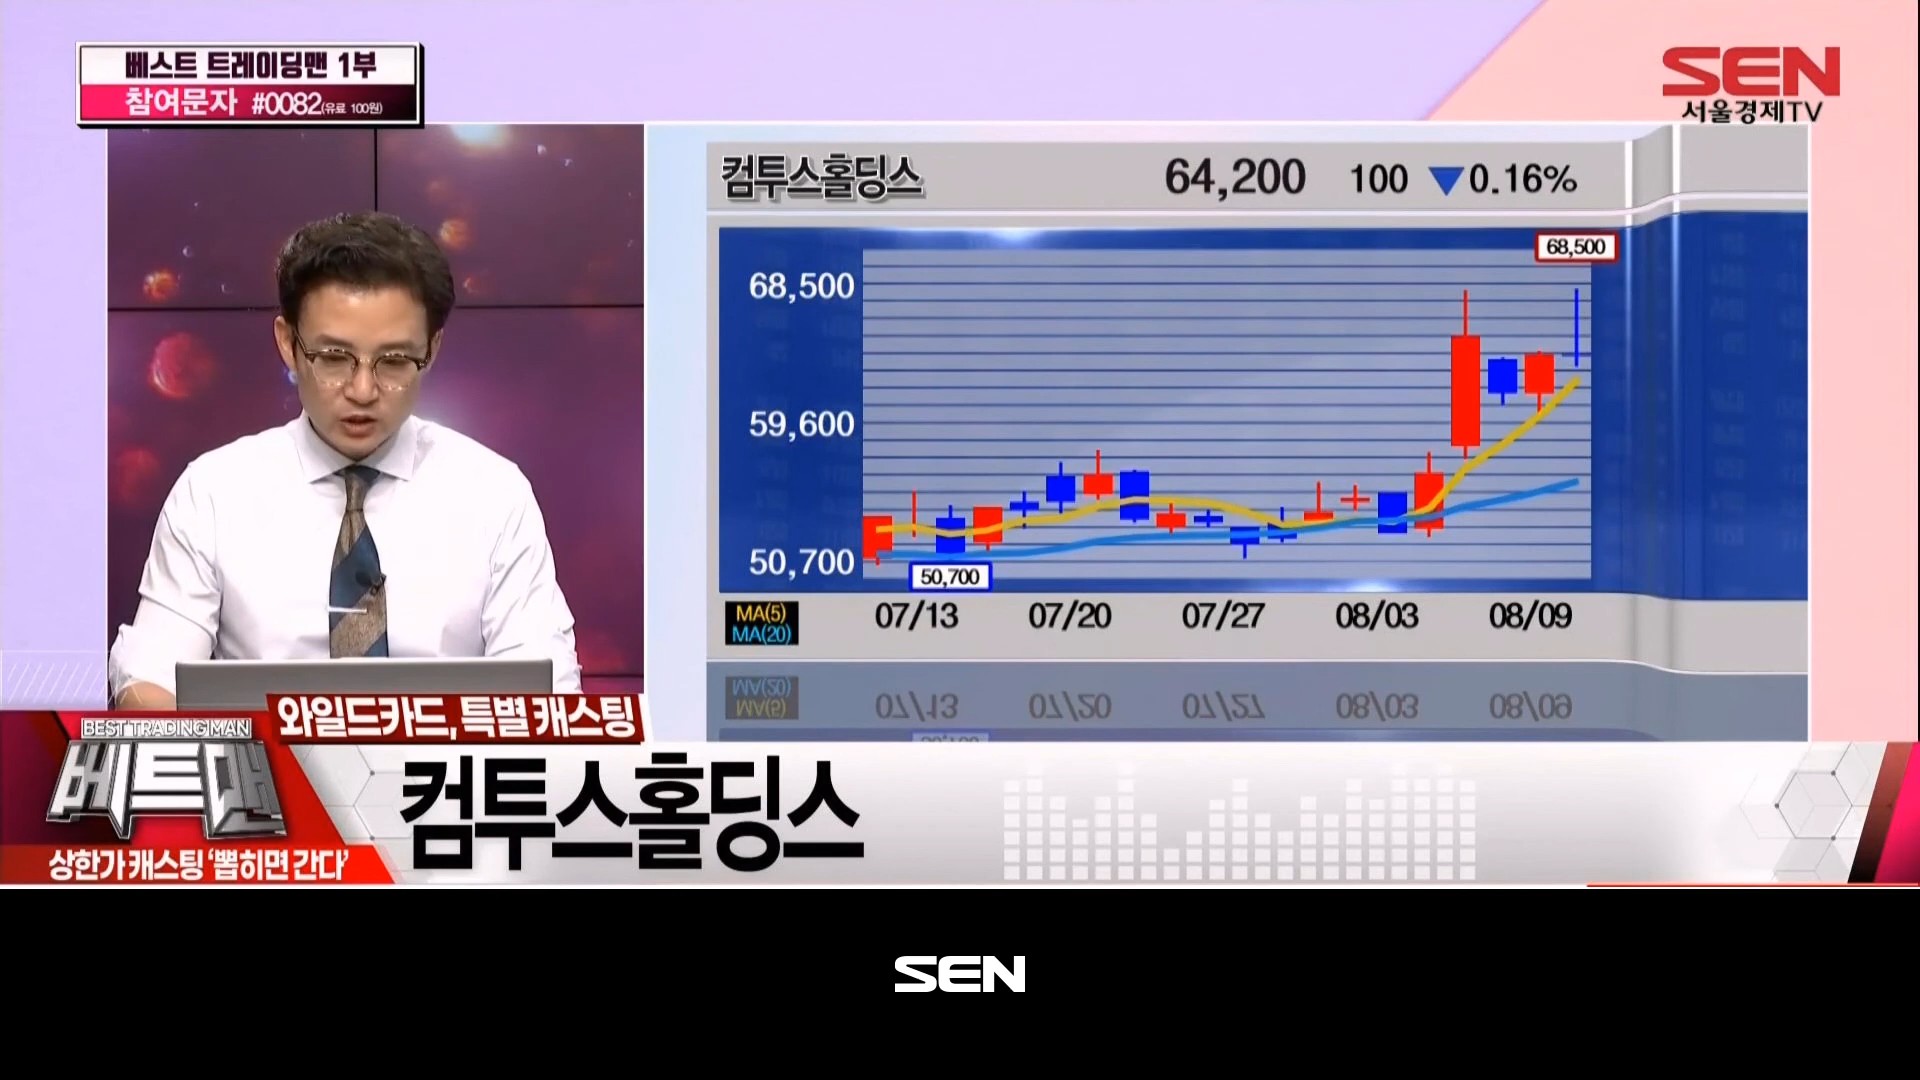 베스트 트레이딩맨 1부
참여문자 #0082(유료 100원)
SEN
서울경제TV
컴투스홀딩스 64,200 100 ▼0.16%
68,500
68,500
59,600
50,700
50,700
MA(5)
MA(20)
07/13 07/20 07/27 08/03 08/09
와일드카드, 특별 캐스팅
BEST TRADING MAN
베트맨
상한가 캐스팅 '뽑히면 간다'
컴투스홀딩스
SEN